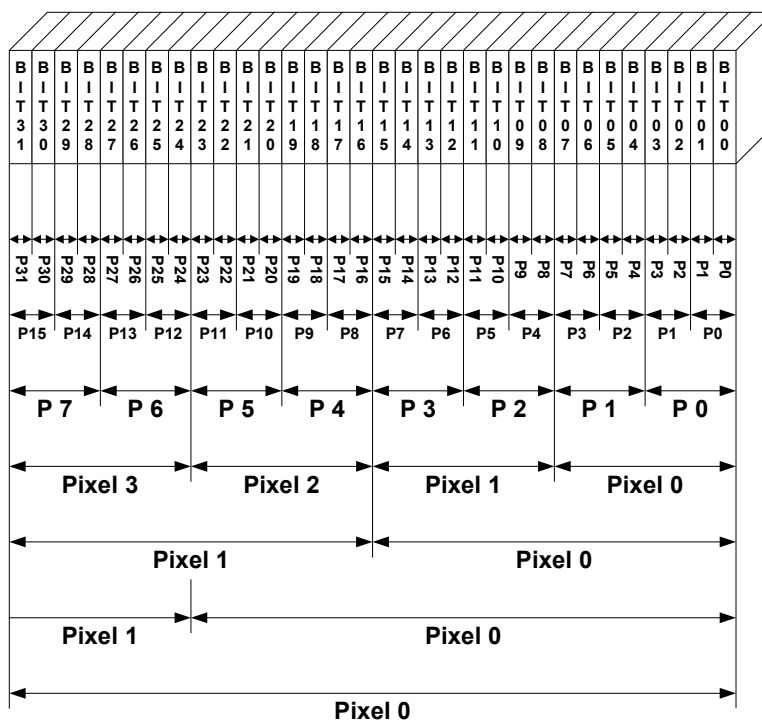 BIT31 BIT30 BIT29 BIT28 BIT27 BIT26 BIT25 BIT24 BIT23 BIT22 BIT21 BIT20 BIT19 BIT18 BIT17 BIT16 BIT15 BIT14 BIT13 BIT12 BIT11 BIT10 BIT09 BIT08 BIT07 BIT06 BIT05 BIT04 BIT03 BIT02 BIT01 BIT00
P31 P30 P29 P28 P27 P26 P25 P24 P23 P22 P21 P20 P19 P18 P17 P16 P15 P14 P13 P12 P11 P10 P9 P8 P7 P6 P5 P4 P3 P2 P1 P0
P15 P14 P13 P12 P11 P10 P9 P8 P7 P6 P5 P4 P3 P2 P1 P0
P 7 P 6 P 5 P 4 P 3 P 2 P 1 P 0
Pixel 3 Pixel 2 Pixel 1 Pixel 0
Pixel 1 Pixel 0
Pixel 1 Pixel 0
Pixel 0